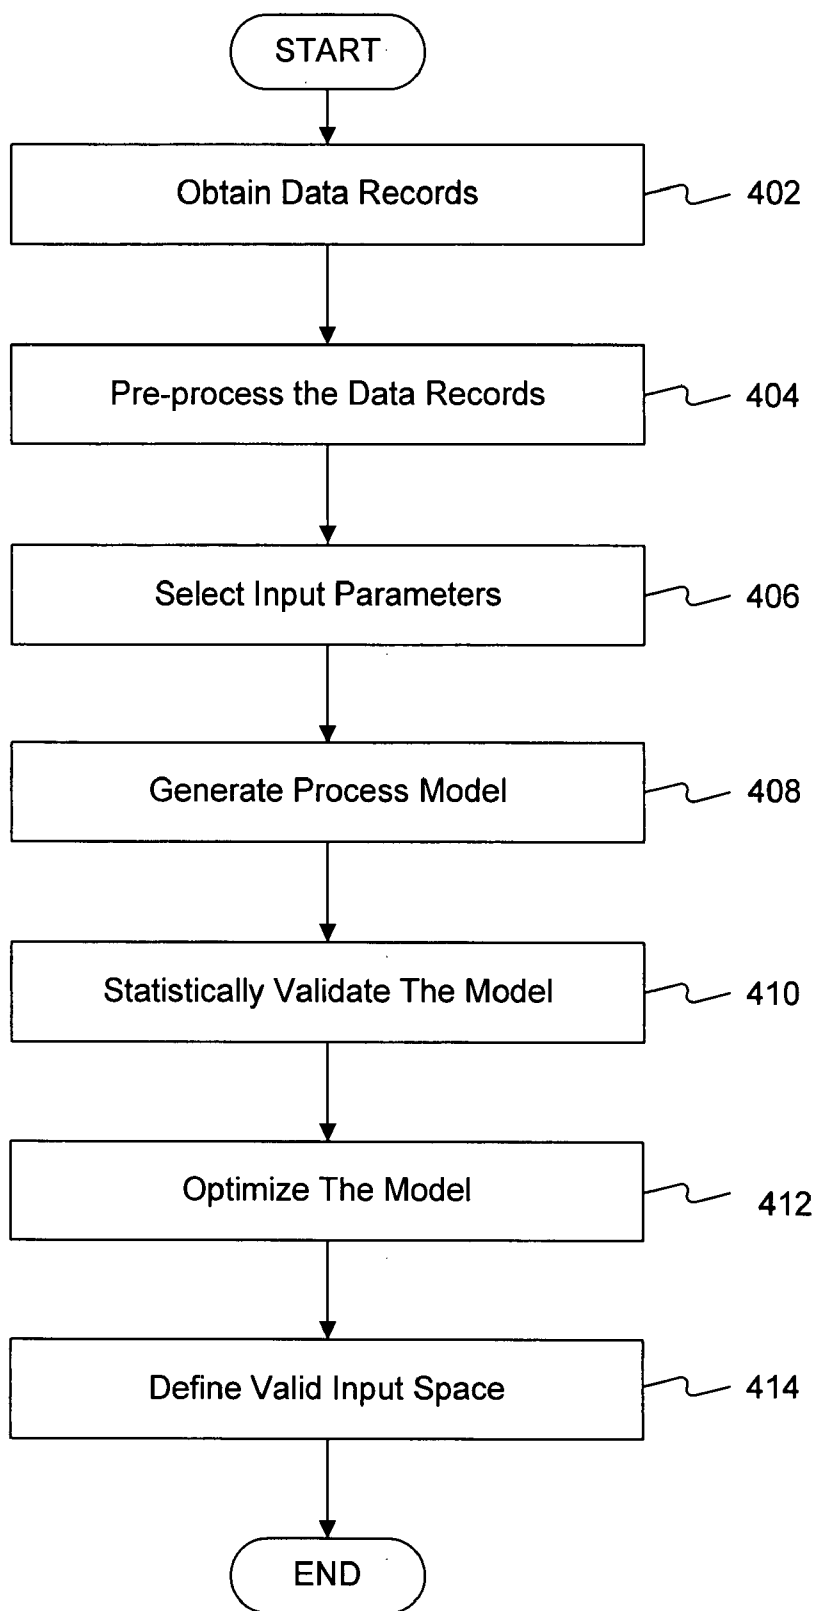 START
Obtain Data Records
402
Pre-process the Data Records
404
Select Input Parameters
406
Generate Process Model
408
Statistically Validate The Model
410
Optimize The Model
412
Define Valid Input Space
414
END